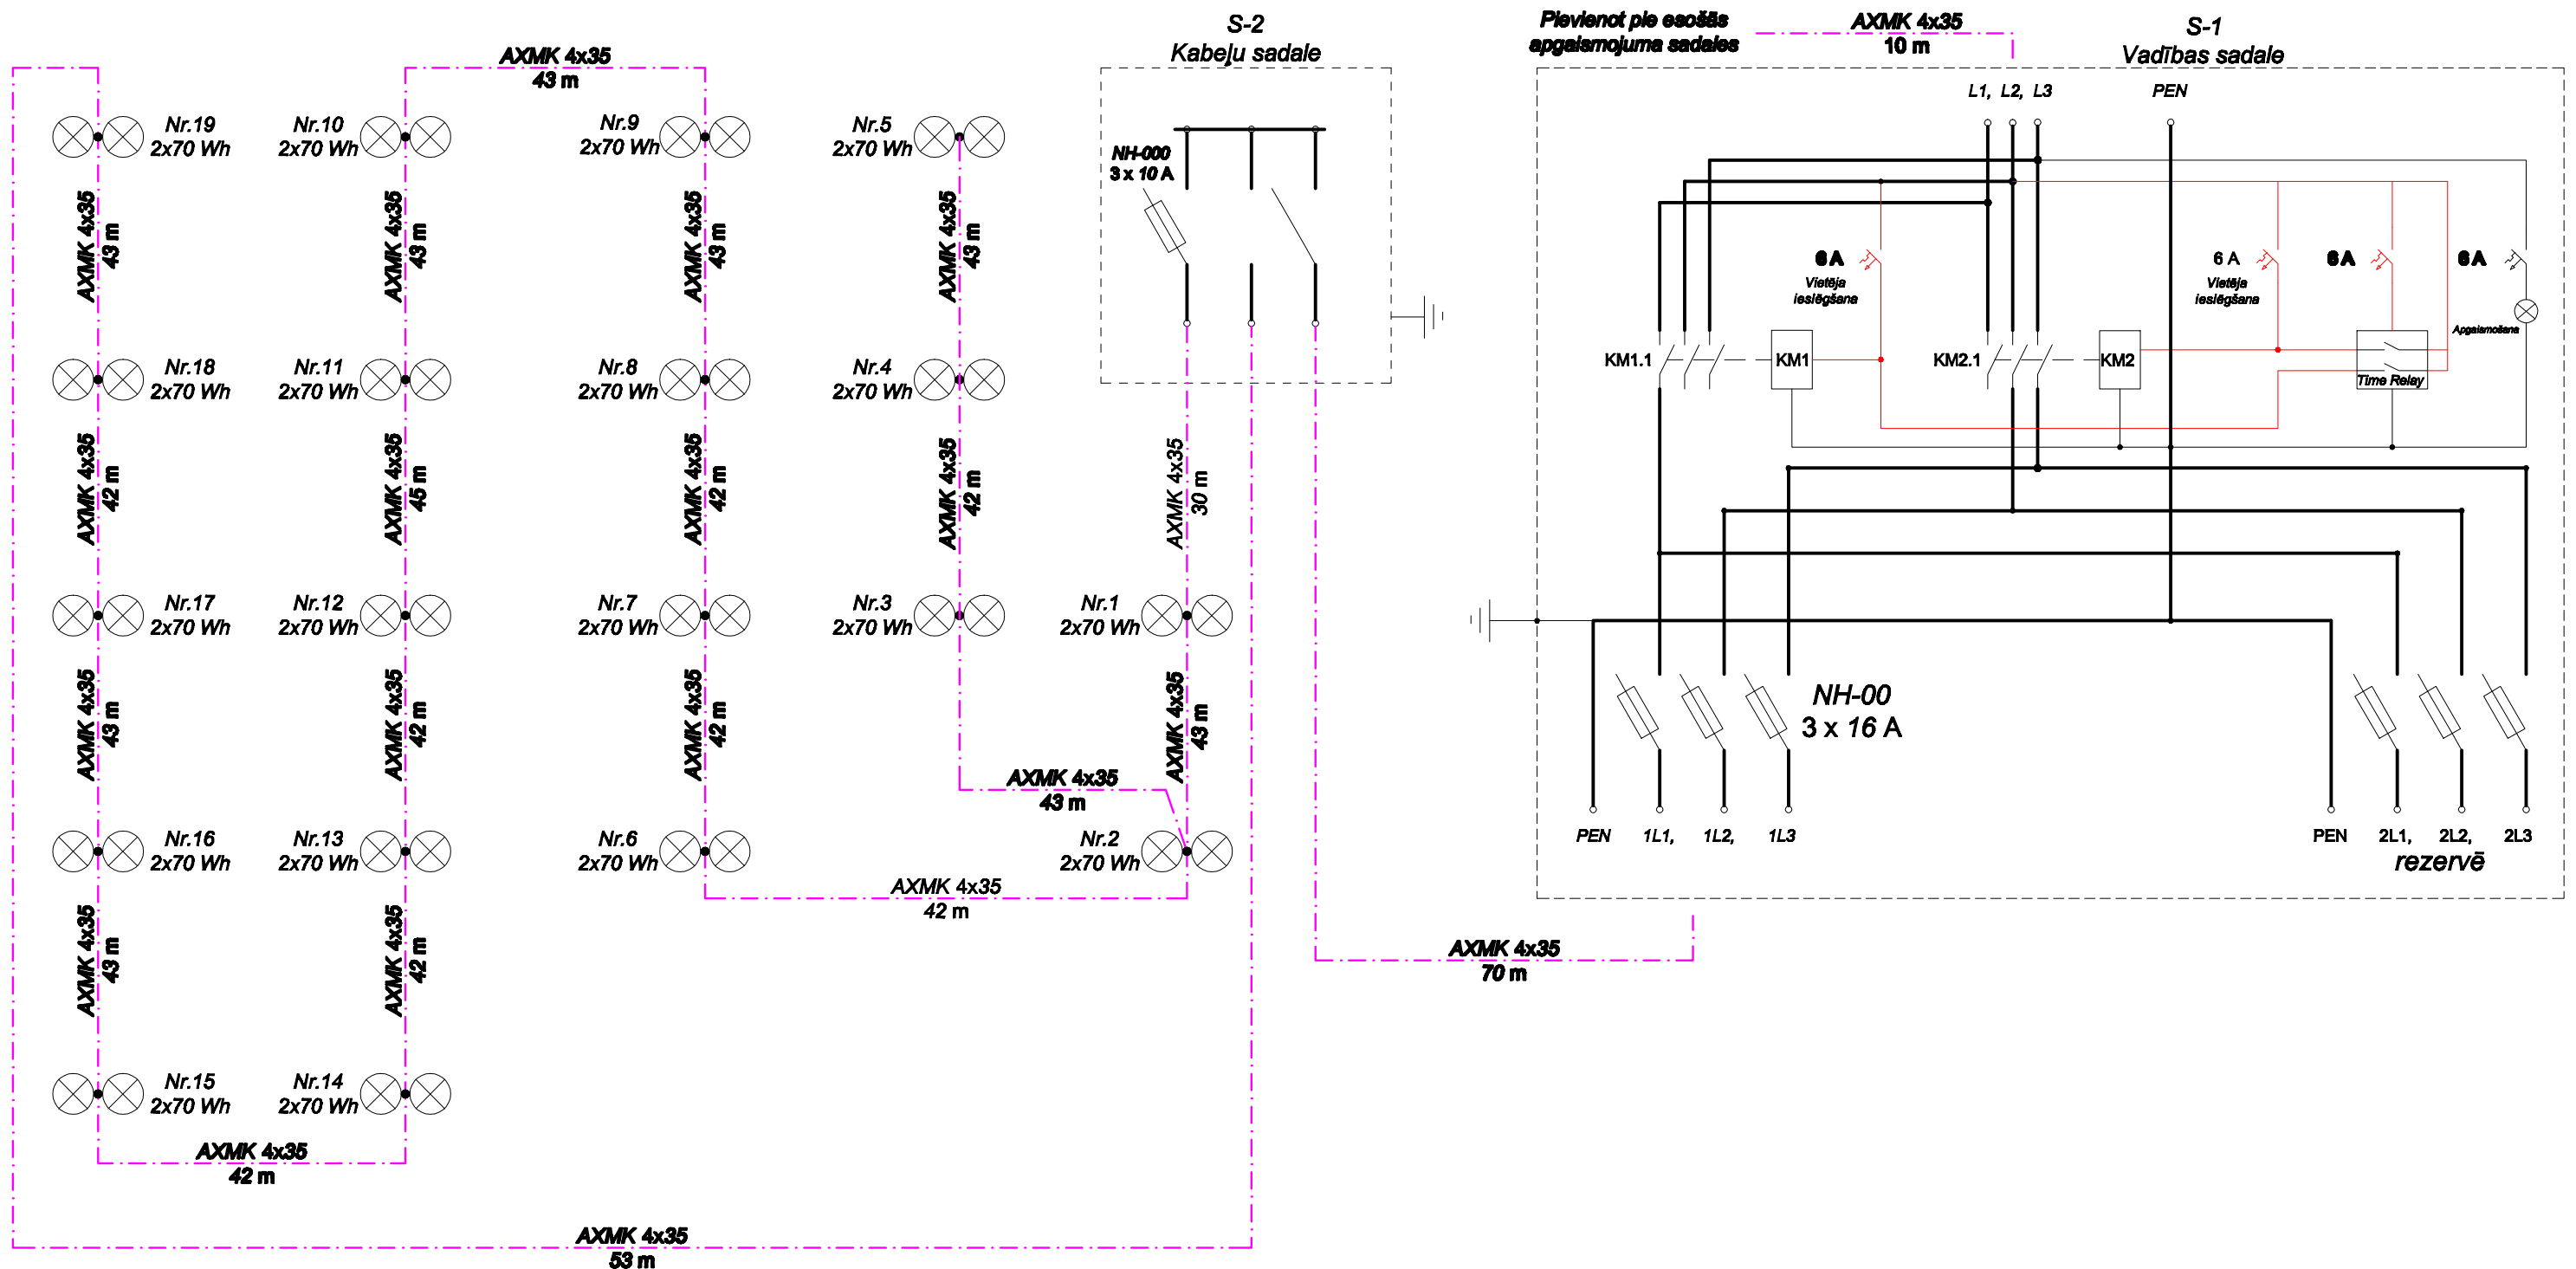 S-2
Kabeļu sadale
Pievienot pie esošās
apgaismojuma sadales
AXMK 4x35
10 m
S-1
Vadības sadale
AXMK 4x35
43 m
Nr.19
2x70 Wh
Nr.10
2x70 Wh
Nr.9
2x70 Wh
Nr.5
2x70 Wh
NH-000
3 x 10 A
L1, L2, L3
PEN
AXMK 4x35
43 m
AXMK 4x35
43 m
AXMK 4x35
43 m
AXMK 4x35
43 m
6 A
Vietēja
ieslēgšana
6 A
Vietēja
ieslēgšana
6 A
6 A
Apgaismošana
Nr.18
2x70 Wh
Nr.11
2x70 Wh
Nr.8
2x70 Wh
Nr.4
2x70 Wh
KM1.1
KM1
KM2.1
KM2
Time Relay
AXMK 4x35
42 m
AXMK 4x35
45 m
AXMK 4x35
42 m
AXMK 4x35
42 m
AXMK 4x35
30 m
Nr.17
2x70 Wh
Nr.12
2x70 Wh
Nr.7
2x70 Wh
Nr.3
2x70 Wh
Nr.1
2x70 Wh
AXMK 4x35
43 m
AXMK 4x35
42 m
AXMK 4x35
42 m
AXMK 4x35
43 m
AXMK 4x35
43 m
NH-00
3 x 16 A
Nr.16
2x70 Wh
Nr.13
2x70 Wh
Nr.6
2x70 Wh
Nr.2
2x70 Wh
PEN 1L1, 1L2, 1L3
PEN 2L1, 2L2, 2L3
rezervē
AXMK 4x35
42 m
AXMK 4x35
43 m
AXMK 4x35
42 m
AXMK 4x35
70 m
Nr.15
2x70 Wh
Nr.14
2x70 Wh
AXMK 4x35
42 m
AXMK 4x35
53 m